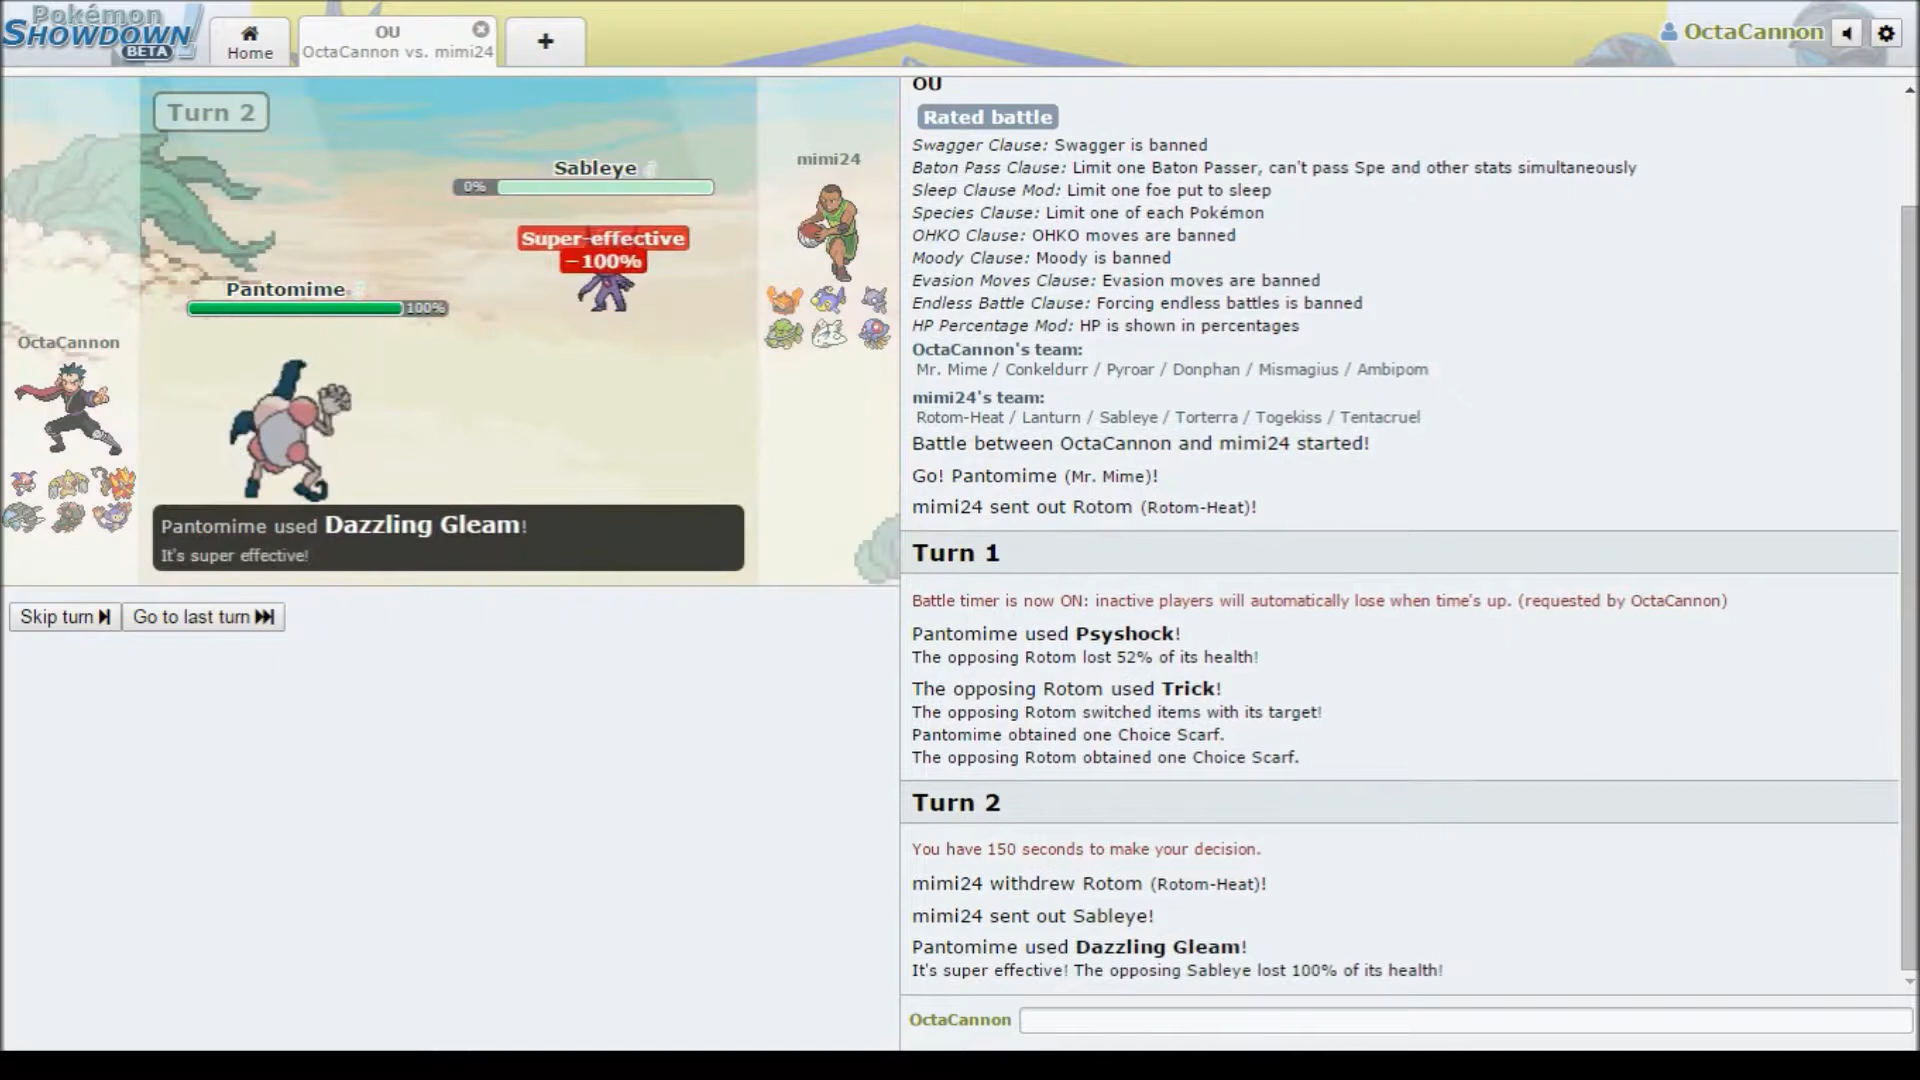 Pokémon
SHOWDOWN!
BETA
Home
OU
OctaCannon vs. mimi24
+
OctaCannon
Turn 2
Sableye
0%
Super-effective
−100%
Pantomime
100%
OctaCannon
mimi24
Pantomime used Dazzling Gleam!
It's super effective!
Skip turn
Go to last turn
OU
Rated battle
Swagger Clause: Swagger is banned
Baton Pass Clause: Limit one Baton Passer, can't pass Spe and other stats simultaneously
Sleep Clause Mod: Limit one foe put to sleep
Species Clause: Limit one of each Pokémon
OHKO Clause: OHKO moves are banned
Moody Clause: Moody is banned
Evasion Moves Clause: Evasion moves are banned
Endless Battle Clause: Forcing endless battles is banned
HP Percentage Mod: HP is shown in percentages
OctaCannon's team:
Mr. Mime / Conkeldurr / Pyroar / Donphan / Mismagius / Ambipom
mimi24's team:
Rotom-Heat / Lanturn / Sableye / Torterra / Togekiss / Tentacruel
Battle between OctaCannon and mimi24 started!
Go! Pantomime (Mr. Mime)!
mimi24 sent out Rotom (Rotom-Heat)!
Turn 1
Battle timer is now ON: inactive players will automatically lose when time's up. (requested by OctaCannon)
Pantomime used Psyshock!
The opposing Rotom lost 52% of its health!
The opposing Rotom used Trick!
The opposing Rotom switched items with its target!
Pantomime obtained one Choice Scarf.
The opposing Rotom obtained one Choice Scarf.
Turn 2
You have 150 seconds to make your decision.
mimi24 withdrew Rotom (Rotom-Heat)!
mimi24 sent out Sableye!
Pantomime used Dazzling Gleam!
It's super effective! The opposing Sableye lost 100% of its health!
OctaCannon